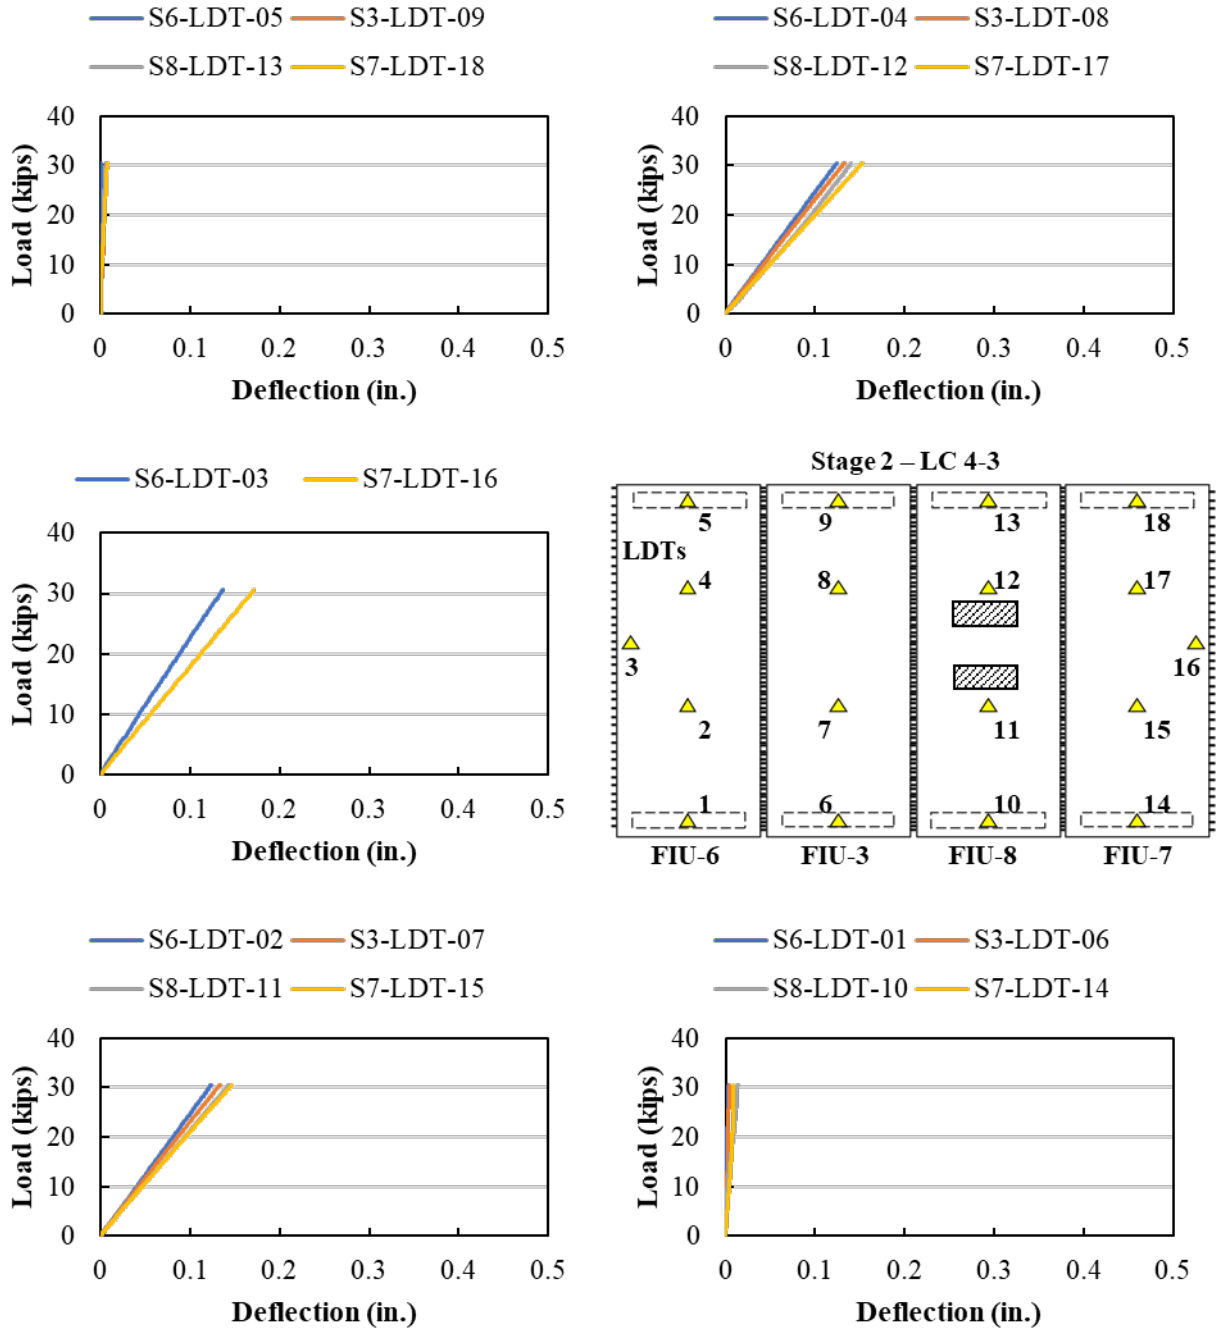 S6-LDT-05 S3-LDT-09
S8-LDT-13 S7-LDT-18
40
30
20
10
0
Load (kips)
0 0.1 0.2 0.3 0.4 0.5
Deflection (in.)
S6-LDT-04 S3-LDT-08
S8-LDT-12 S7-LDT-17
40
30
20
10
0
Load (kips)
0 0.1 0.2 0.3 0.4 0.5
Deflection (in.)
S6-LDT-03 S7-LDT-16
40
30
20
10
0
Load (kips)
0 0.1 0.2 0.3 0.4 0.5
Deflection (in.)
Stage 2 – LC 4-3
5 9 13 18
LDTs
4 8 12 17
3 16
2 7 11 15
1 6 10 14
FIU-6 FIU-3 FIU-8 FIU-7
S6-LDT-02 S3-LDT-07
S8-LDT-11 S7-LDT-15
40
30
20
10
0
Load (kips)
0 0.1 0.2 0.3 0.4 0.5
Deflection (in.)
S6-LDT-01 S3-LDT-06
S8-LDT-10 S7-LDT-14
40
30
20
10
0
Load (kips)
0 0.1 0.2 0.3 0.4 0.5
Deflection (in.)